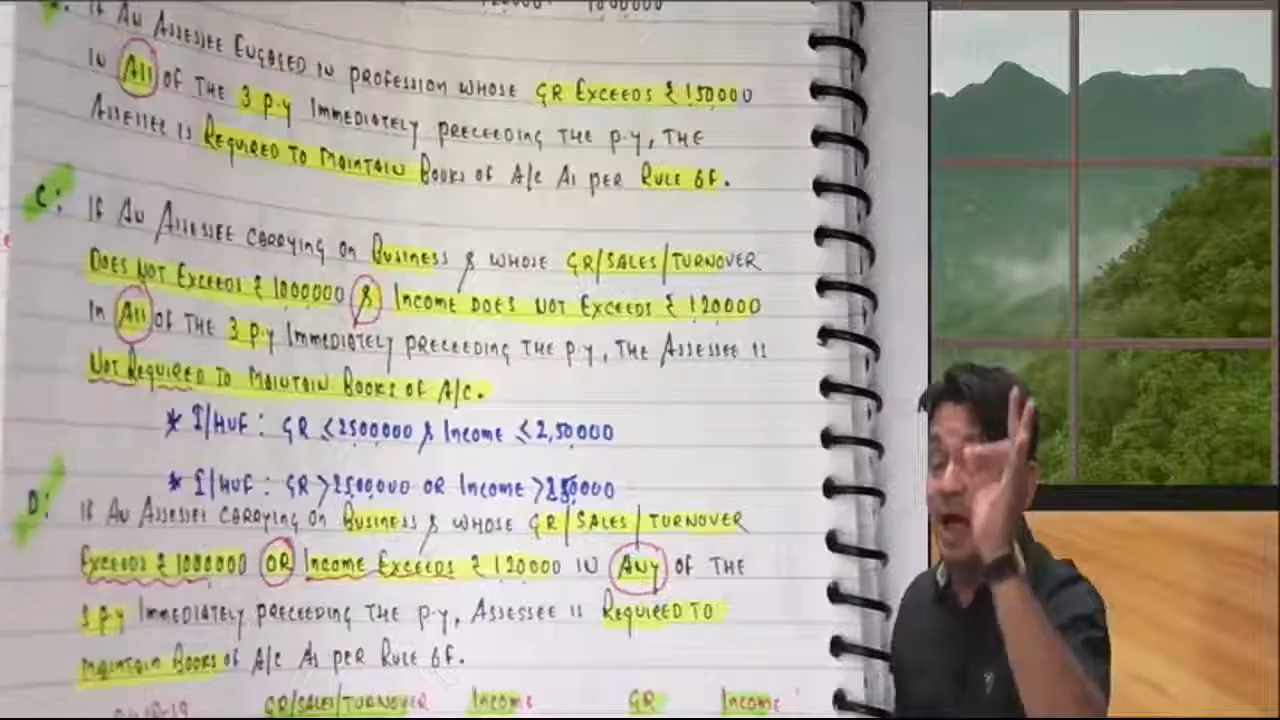 If An Assessee Engaged in profession whose GR Exceeds ₹ 150000
in All of the 3 p.y Immediately preceeding the p.y, the
Assessee is Required to Maintain Books of A/c As per Rule 6F.
C: If An Assessee Carrying on Business & whose GR/SALES/TURNOVER
Does Not Exceeds ₹ 1000000 & Income Does Not Exceeds ₹ 120000
In All of the 3 p.y Immediately preceeding the p.y, the Assessee is
Not Required to Maintain Books of A/c.
* I/HUF: GR ≤ 2500000 & Income ≤ 2,50000
* I/HUF: GR > 2500000 OR Income > 250000
D: If An Assessee Carrying on Business & whose GR/SALES/TURNOVER
Exceeds ₹ 1000000 OR Income Exceeds ₹ 120000 in Any of the
3 p.y Immediately preceeding the p.y, Assessee is Required to
Maintain Books of A/c As per Rule 6F.
GR/SALES/TURNOVER Income GR Income